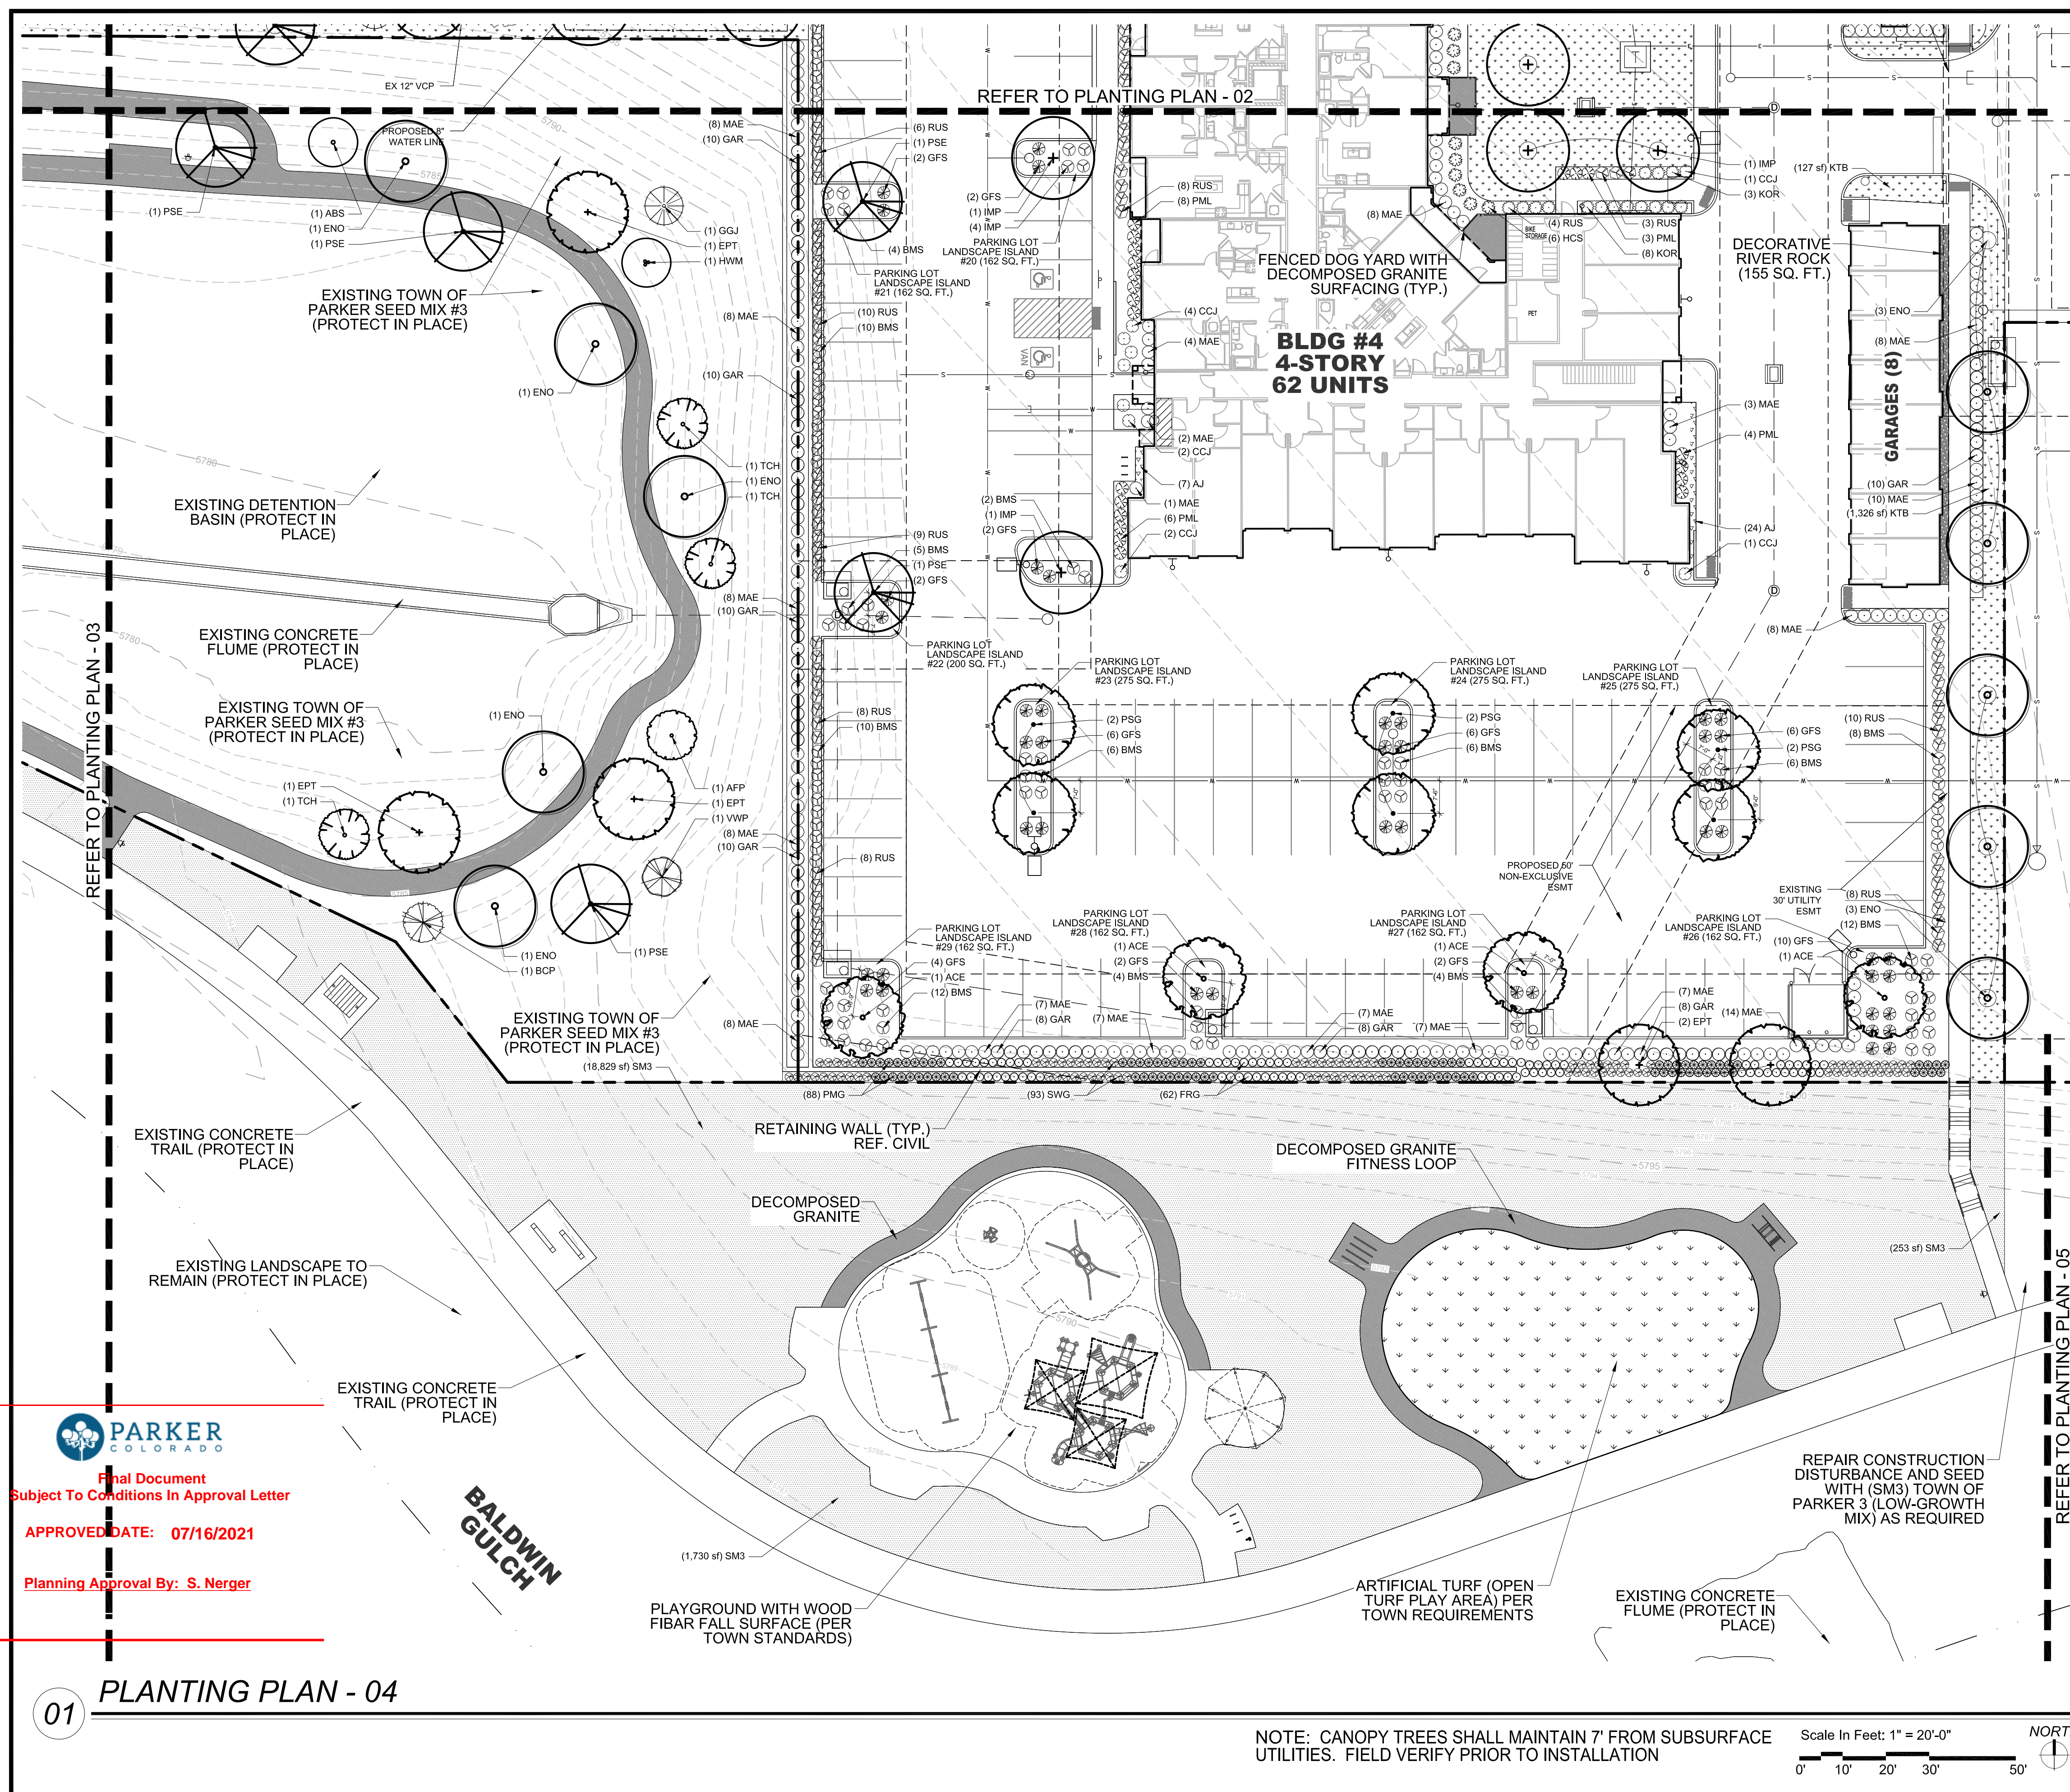 REFER TO PLANTING PLAN - 02
EX 12" VCP
PROPOSED 8"
WATER LINE
5790
5785
(1) PSE
(1) ABS
(1) ENO
(1) PSE
(1) GGJ
(1) EPT
(1) HWM
EXISTING TOWN OF
PARKER SEED MIX #3
(PROTECT IN PLACE)
(1) ENO
(1) TCH
(1) ENO
(1) TCH
5780
EXISTING DETENTION
BASIN (PROTECT IN
PLACE)
EXISTING CONCRETE
FLUME (PROTECT IN
PLACE)
5780
REFER TO PLANTING PLAN - 03
EXISTING TOWN OF
PARKER SEED MIX #3
(PROTECT IN PLACE)
(1) ENO
(1) EPT
(1) TCH
(1) AFP
(1) EPT
(1) VWP
(8) MAE
(10) GAR
5785
(1) ENO
(1) BCP
(1) PSE
EXISTING TOWN OF
PARKER SEED MIX #3
(PROTECT IN PLACE)
(18,829 sf) SM3
(8) MAE
(10) GAR
(8) MAE
(10) GAR
(8) MAE
(10) GAR
(8) MAE
(6) RUS
(1) PSE
(2) GFS
(4) BMS
PARKING LOT
LANDSCAPE ISLAND
#21 (162 SQ. FT.)
(10) RUS
(10) BMS
(2) GFS
(1) IMP
(4) IMP
PARKING LOT
LANDSCAPE ISLAND
#20 (162 SQ. FT.)
VAN
(8) RUS
(8) PML
(4) CCJ
(4) MAE
(2) MAE
(2) CCJ
(7) AJ
(1) MAE
(6) PML
(2) CCJ
(2) BMS
(1) IMP
(2) GFS
(9) RUS
(5) BMS
(1) PSE
(2) GFS
PARKING LOT
LANDSCAPE ISLAND
#22 (200 SQ. FT.)
(8) MAE
(4) RUS
(6) HCS
BIKE
STORAGE
PET
(3) RUS
(3) PML
(8) KOR
(1) IMP
(1) CCJ
(3) KOR
(127 sf) KTB
FENCED DOG YARD WITH
DECOMPOSED GRANITE
SURFACING (TYP.)
BLDG #4
4-STORY
62 UNITS
DECORATIVE
RIVER ROCK
(155 SQ. FT.)
(3) ENO
(8) MAE
GARAGES (8)
(3) MAE
(4) PML
(24) AJ
(1) CCJ
(10) GAR
(10) MAE
(1,326 sf) KTB
(8) MAE
PARKING LOT
LANDSCAPE ISLAND
#23 (275 SQ. FT.)
(2) PSG
(6) GFS
(6) BMS
PARKING LOT
LANDSCAPE ISLAND
#24 (275 SQ. FT.)
(2) PSG
(6) GFS
(6) BMS
PARKING LOT
LANDSCAPE ISLAND
#25 (275 SQ. FT.)
(6) GFS
(2) PSG
(6) BMS
(10) RUS
(8) BMS
(8) RUS
(10) BMS
(8) RUS
PROPOSED 50'
NON-EXCLUSIVE
ESMT
EXISTING
30' UTILITY
ESMT
(8) RUS
(3) ENO
(12) BMS
PARKING LOT
LANDSCAPE ISLAND
#26 (162 SQ. FT.)
(10) GFS
(1) ACE
PARKING LOT
LANDSCAPE ISLAND
#27 (162 SQ. FT.)
(1) ACE
(2) GFS
(4) BMS
PARKING LOT
LANDSCAPE ISLAND
#28 (162 SQ. FT.)
(1) ACE
(2) GFS
(4) BMS
PARKING LOT
LANDSCAPE ISLAND
#29 (162 SQ. FT.)
(4) GFS
(1) ACE
(12) BMS
(7) MAE
(8) GAR
(7) MAE
(7) MAE
(8) GAR
(7) MAE
(7) MAE
(8) GAR
(2) EPT
(14) MAE
(88) PMG
(93) SWG
(62) FRG
RETAINING WALL (TYP.)
REF. CIVIL
EXISTING CONCRETE
TRAIL (PROTECT IN
PLACE)
DECOMPOSED
GRANITE
DECOMPOSED GRANITE
FITNESS LOOP
5795
EXISTING LANDSCAPE TO
REMAIN (PROTECT IN PLACE)
5790
(253 sf) SM3
REFER TO PLANTING PLAN - 05
EXISTING CONCRETE
TRAIL (PROTECT IN
PLACE)
REPAIR CONSTRUCTION
DISTURBANCE AND SEED
WITH (SM3) TOWN OF
PARKER 3 (LOW-GROWTH
MIX) AS REQUIRED
BALDWIN
GULCH
(1,730 sf) SM3
PLAYGROUND WITH WOOD
FIBAR FALL SURFACE (PER
TOWN STANDARDS)
ARTIFICIAL TURF (OPEN
TURF PLAY AREA) PER
TOWN REQUIREMENTS
EXISTING CONCRETE
FLUME (PROTECT IN
PLACE)
PARKER
COLORADO
Final Document
Subject To Conditions In Approval Letter
APPROVED DATE: 07/16/2021
Planning Approval By: S. Nerger
01
PLANTING PLAN - 04
NOTE: CANOPY TREES SHALL MAINTAIN 7' FROM SUBSURFACE
UTILITIES. FIELD VERIFY PRIOR TO INSTALLATION
Scale In Feet: 1" = 20'-0"
0' 10' 20' 30' 50'
NORT